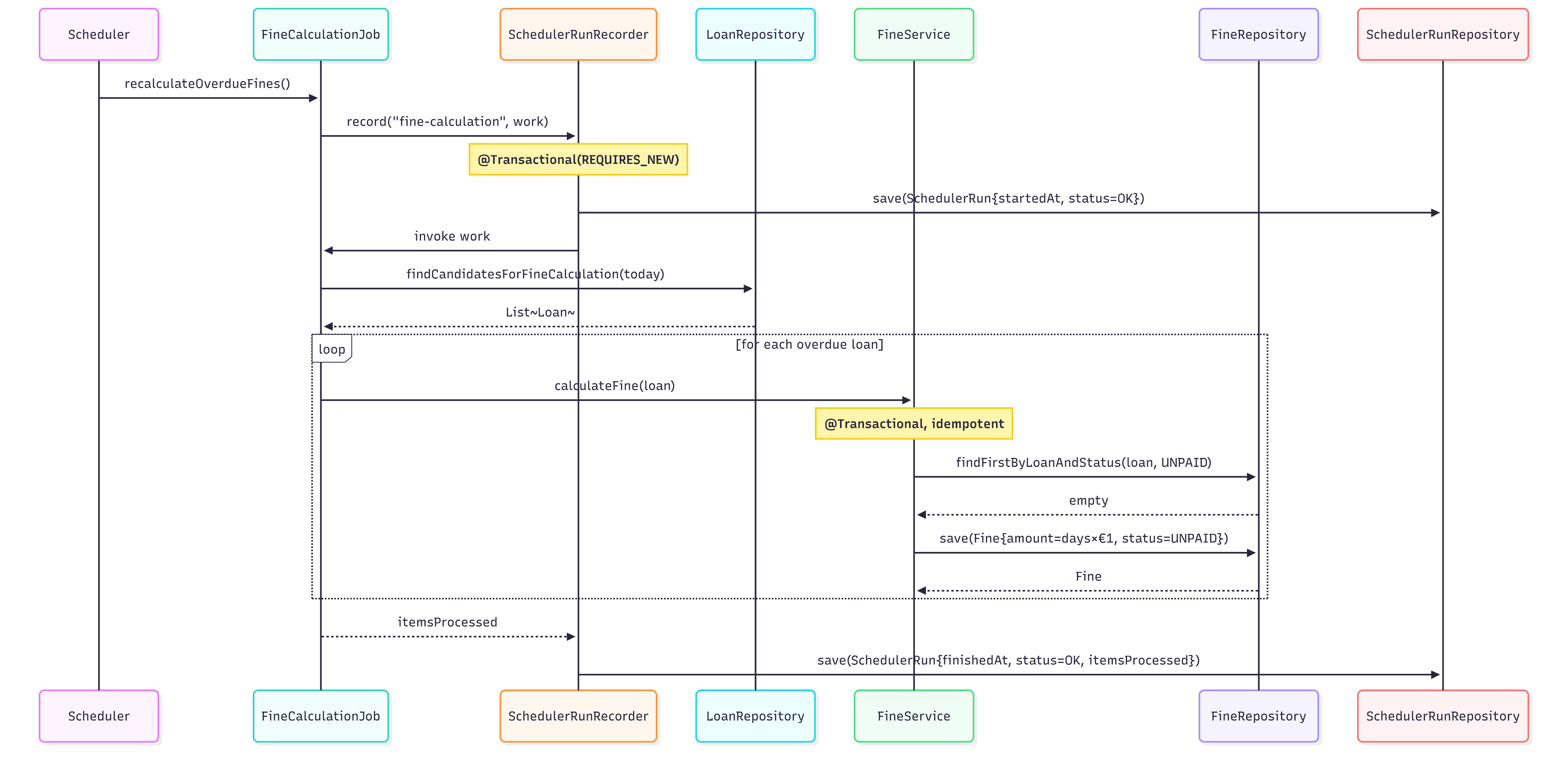 Scheduler
FineCalculationJob
SchedulerRunRecorder
LoanRepository
FineService
FineRepository
SchedulerRunRepository
recalculateOverdueFines()
record("fine-calculation", work)
@Transactional(REQUIRES_NEW)
save(SchedulerRun{startedAt, status=OK})
invoke work
findCandidatesForFineCalculation(today)
List~Loan~
loop
[for each overdue loan]
calculateFine(loan)
@Transactional, idempotent
findFirstByLoanAndStatus(loan, UNPAID)
empty
save(Fine{amount=days×€1, status=UNPAID})
Fine
itemsProcessed
save(SchedulerRun{finishedAt, status=OK, itemsProcessed})
Scheduler
FineCalculationJob
SchedulerRunRecorder
LoanRepository
FineService
FineRepository
SchedulerRunRepository